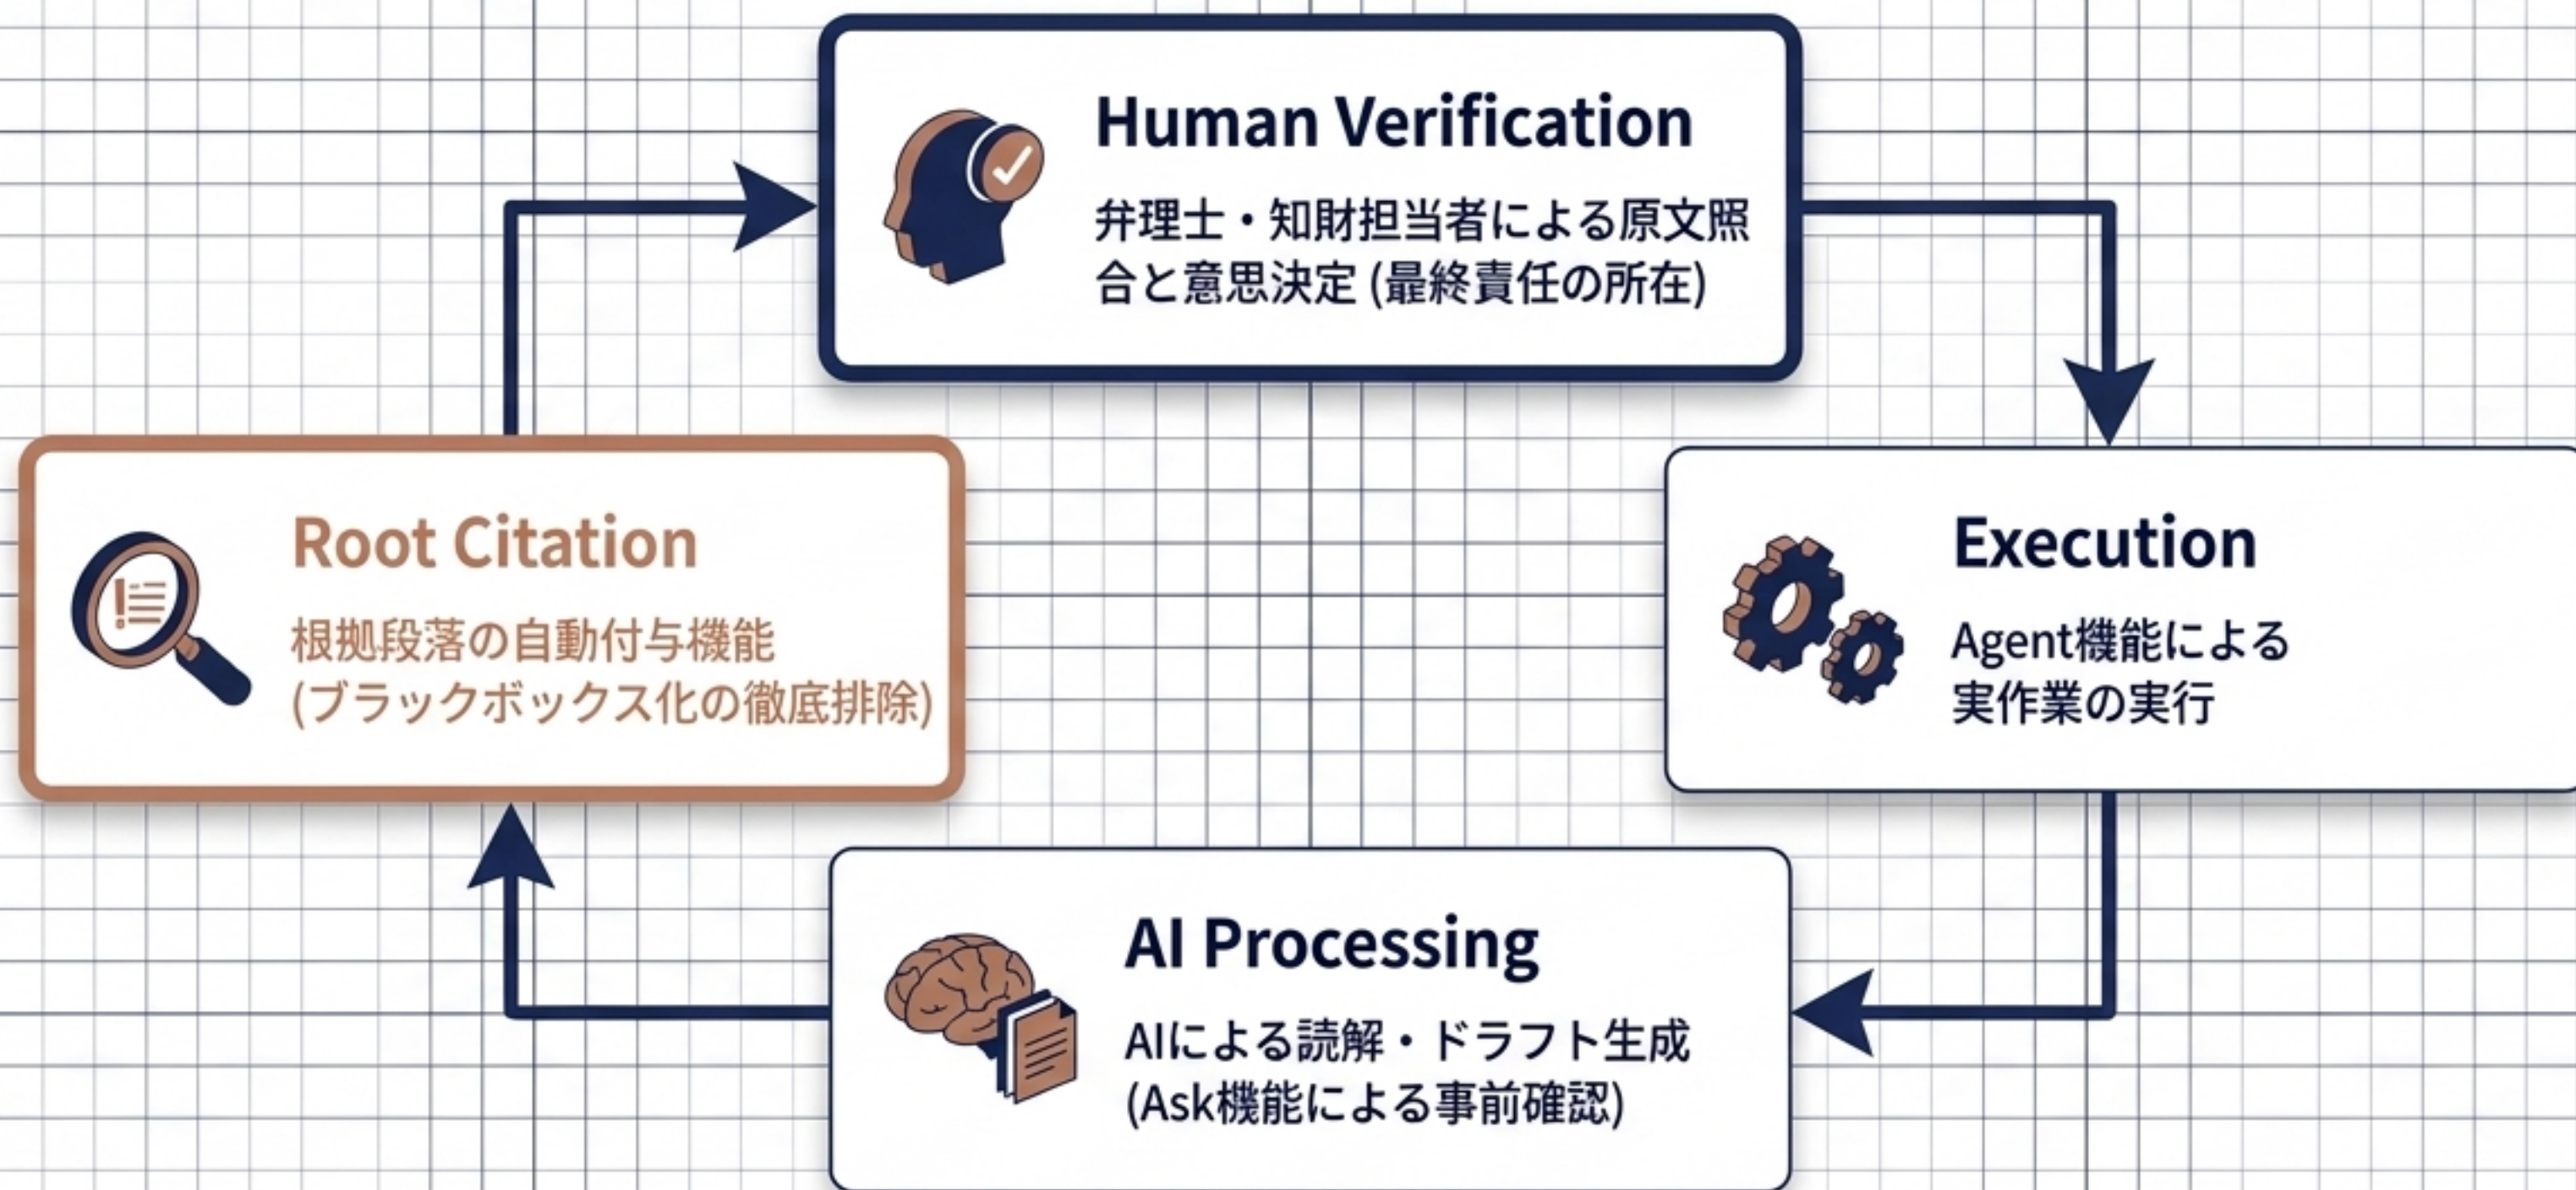 Human Verification
弁理士・知財担当者による原文照
合と意思決定 (最終責任の所在)
Root Citation
根拠段落の自動付与機能
(ブラックボックス化の徹底排除)
Execution
Agent機能による
実作業の実行
AI Processing
AIによる読解・ドラフト生成
(Ask機能による事前確認)